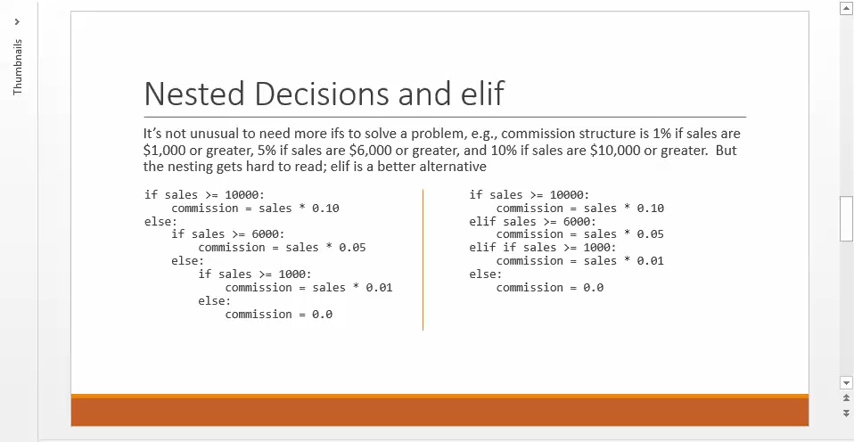 Thumbnails
Nested Decisions and elif
It's not unusual to need more ifs to solve a problem, e.g., commission structure is 1% if sales are
$1,000 or greater, 5% if sales are $6,000 or greater, and 10% if sales are $10,000 or greater. But
the nesting gets hard to read; elif is a better alternative
if sales >= 10000:
    commission = sales * 0.10
else:
    if sales >= 6000:
        commission = sales * 0.05
    else:
        if sales >= 1000:
            commission = sales * 0.01
        else:
            commission = 0.0
if sales >= 10000:
    commission = sales * 0.10
elif sales >= 6000:
    commission = sales * 0.05
elif if sales >= 1000:
    commission = sales * 0.01
else:
    commission = 0.0